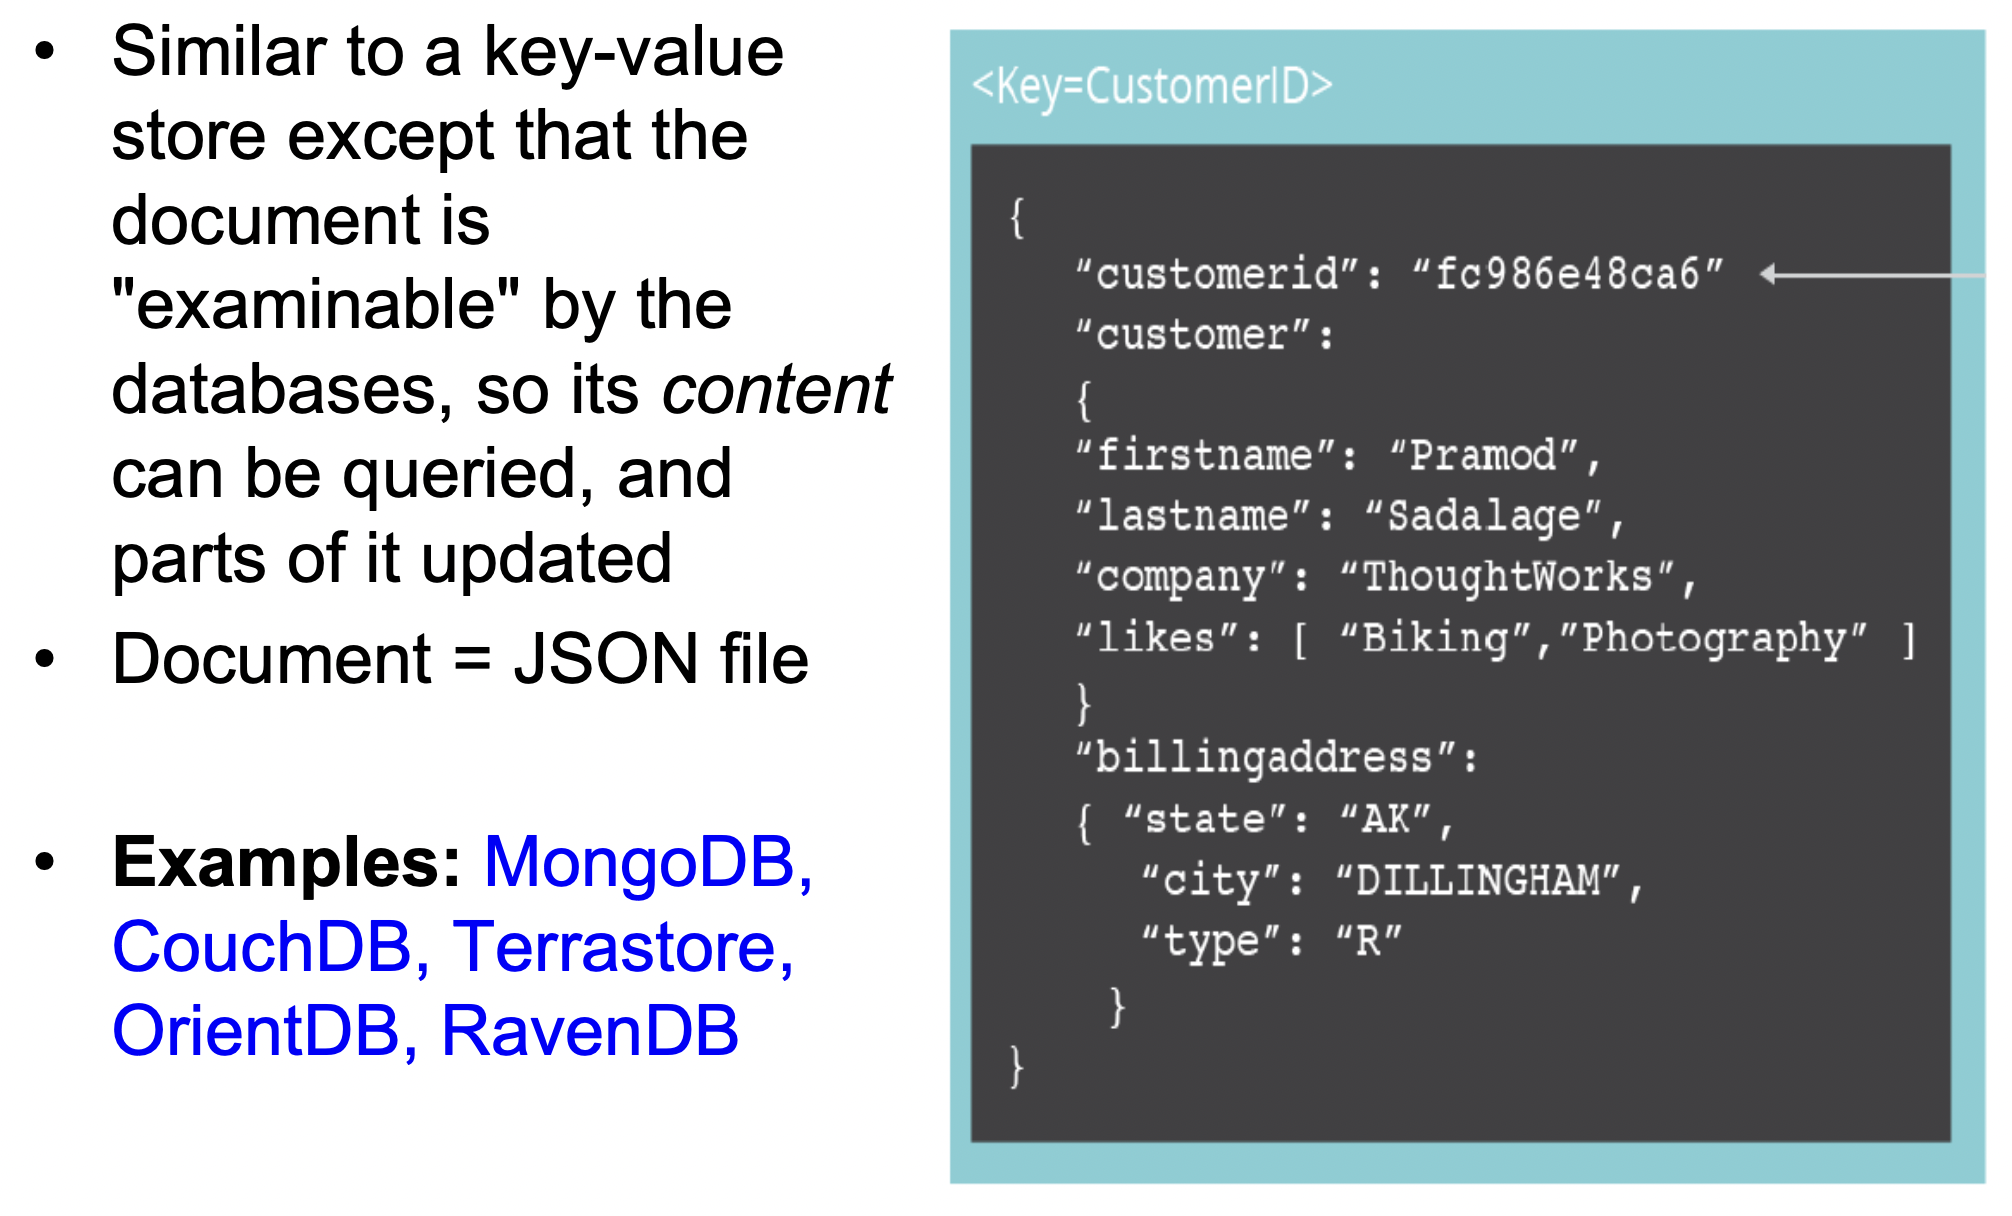 • Similar to a key-value
store except that the
document is
"examinable" by the
databases, so its content
can be queried, and
parts of it updated
• Document = JSON file
• Examples: MongoDB,
CouchDB, Terrastore,
OrientDB, RavenDB
<Key=CustomerID>
{
“customerid”: “fc986e48ca6”
“customer”:
{
“firstname”: “Pramod”,
“lastname”: “Sadalage”,
“company”: “ThoughtWorks”,
“likes”: [ “Biking”,”Photography” ]
}
“billingaddress”:
{ “state”: “AK”,
“city”: “DILLINGHAM”,
“type”: “R”
}
}